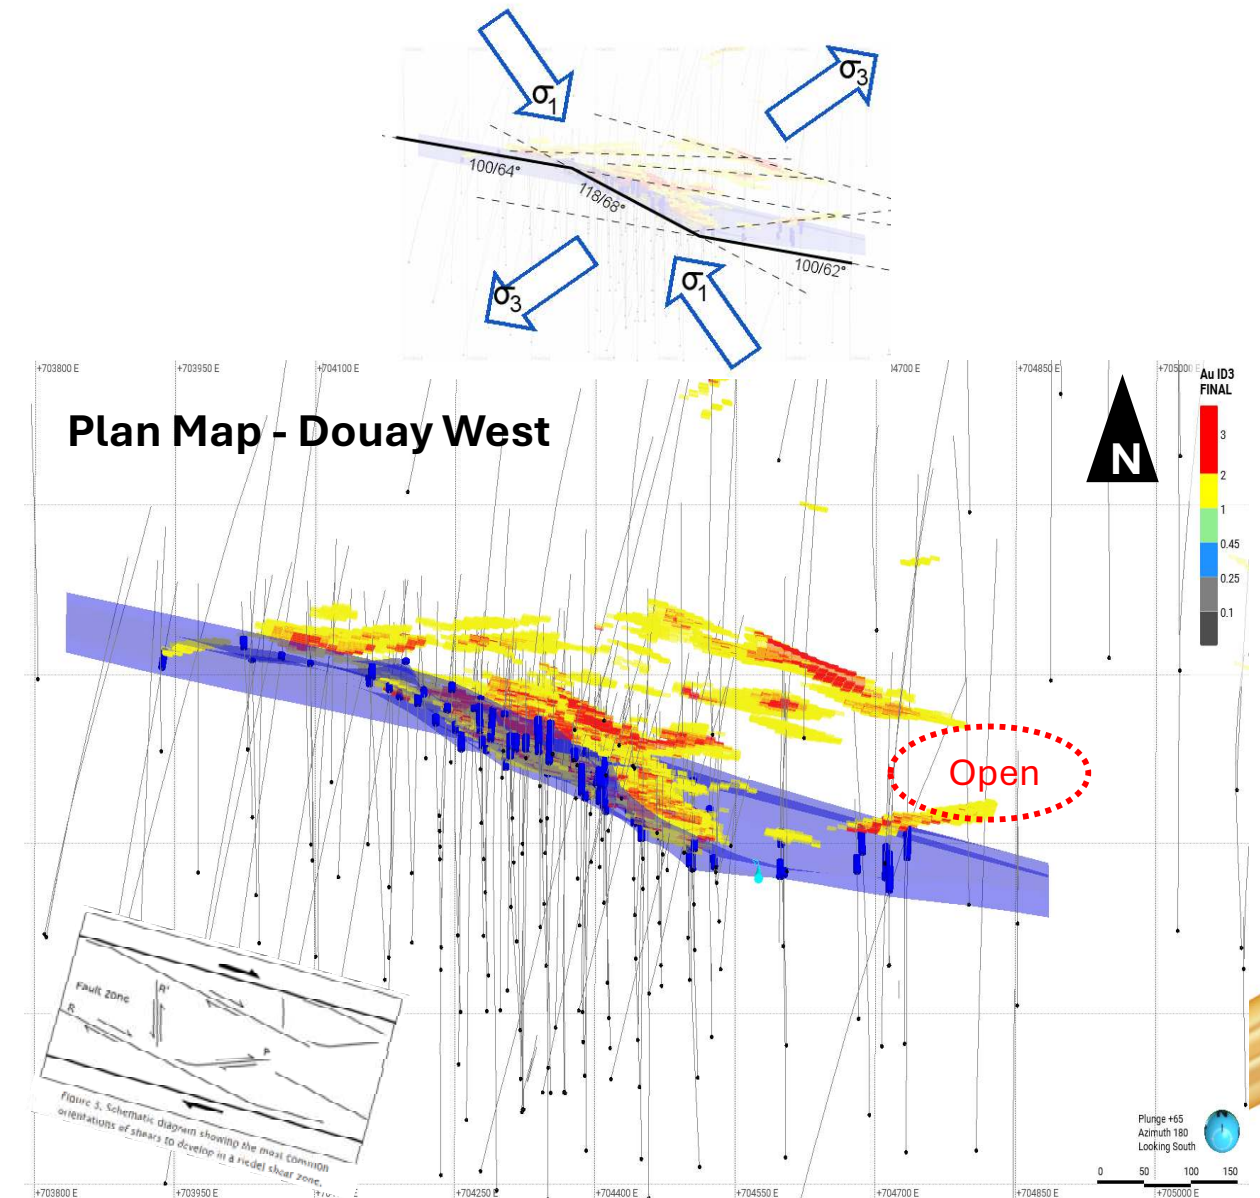 σ1
σ3
100/64°
118/68°
σ3
σ1
100/62°
+703800 E
+703950 E
+704100 E
704700 E
+704850 E
+705000 E
Au ID3
FINAL
Plan Map - Douay West
N
3
2
1
0.45
0.25
0.1
Open
Fault zone
R'
R
P
Figure 3. Schematic diagram showing the most common
orientations of shears to develop in a riedel shear zone.
Plunge +65
Azimuth 180
Looking South
0 50 100 150
+703800 E
+703950 E
+704250 E
+704400 E
+704550 E
+704700 E
+705000 E